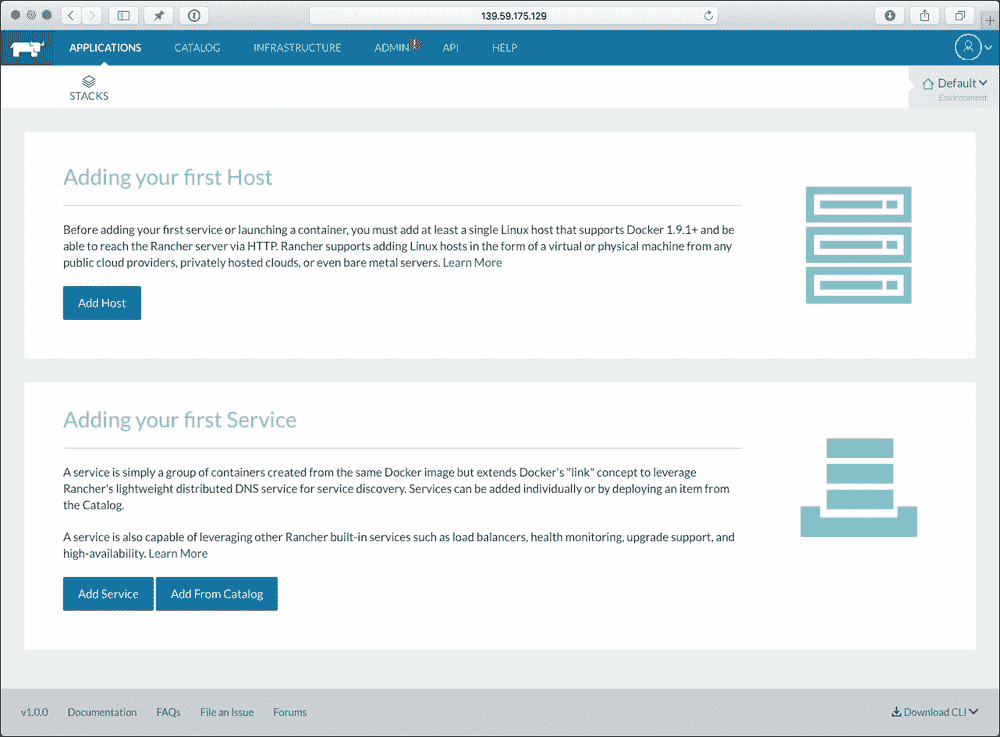 139.59.175.129
APPLICATIONS CATALOG INFRASTRUCTURE ADMIN API HELP
STACKS
Default
Environment
Adding your first Host
Before adding your first service or launching a container, you must add at least a single Linux host that supports Docker 1.9.1+ and be
able to reach the Rancher server via HTTP. Rancher supports adding Linux hosts in the form of a virtual or physical machine from any
public cloud providers, privately hosted clouds, or even bare metal servers. Learn More
Add Host
Adding your first Service
A service is simply a group of containers created from the same Docker image but extends Docker's "link" concept to leverage
Rancher's lightweight distributed DNS service for service discovery. Services can be added individually or by deploying an item from
the Catalog.
A service is also capable of leveraging other Rancher built-in services such as load balancers, health monitoring, upgrade support, and
high-availability. Learn More
Add Service Add From Catalog
v1.0.0 Documentation FAQs File an Issue Forums Download CLI